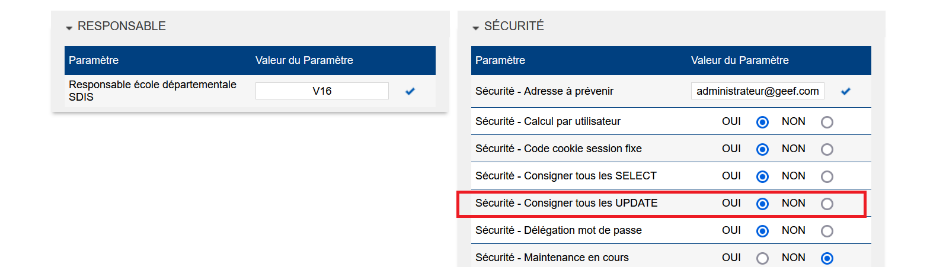 RESPONSABLE
Paramètre Valeur du Paramètre
Responsable école départementale
SDIS
V16
SÉCURITÉ
Paramètre Valeur du Paramètre
Sécurité - Adresse à prévenir administrateur@geef.com
Sécurité - Calcul par utilisateur OUI NON
Sécurité - Code cookie session fixe OUI NON
Sécurité - Consigner tous les SELECT OUI NON
Sécurité - Consigner tous les UPDATE OUI NON
Sécurité - Délégation mot de passe OUI NON
Sécurité - Maintenance en cours OUI NON